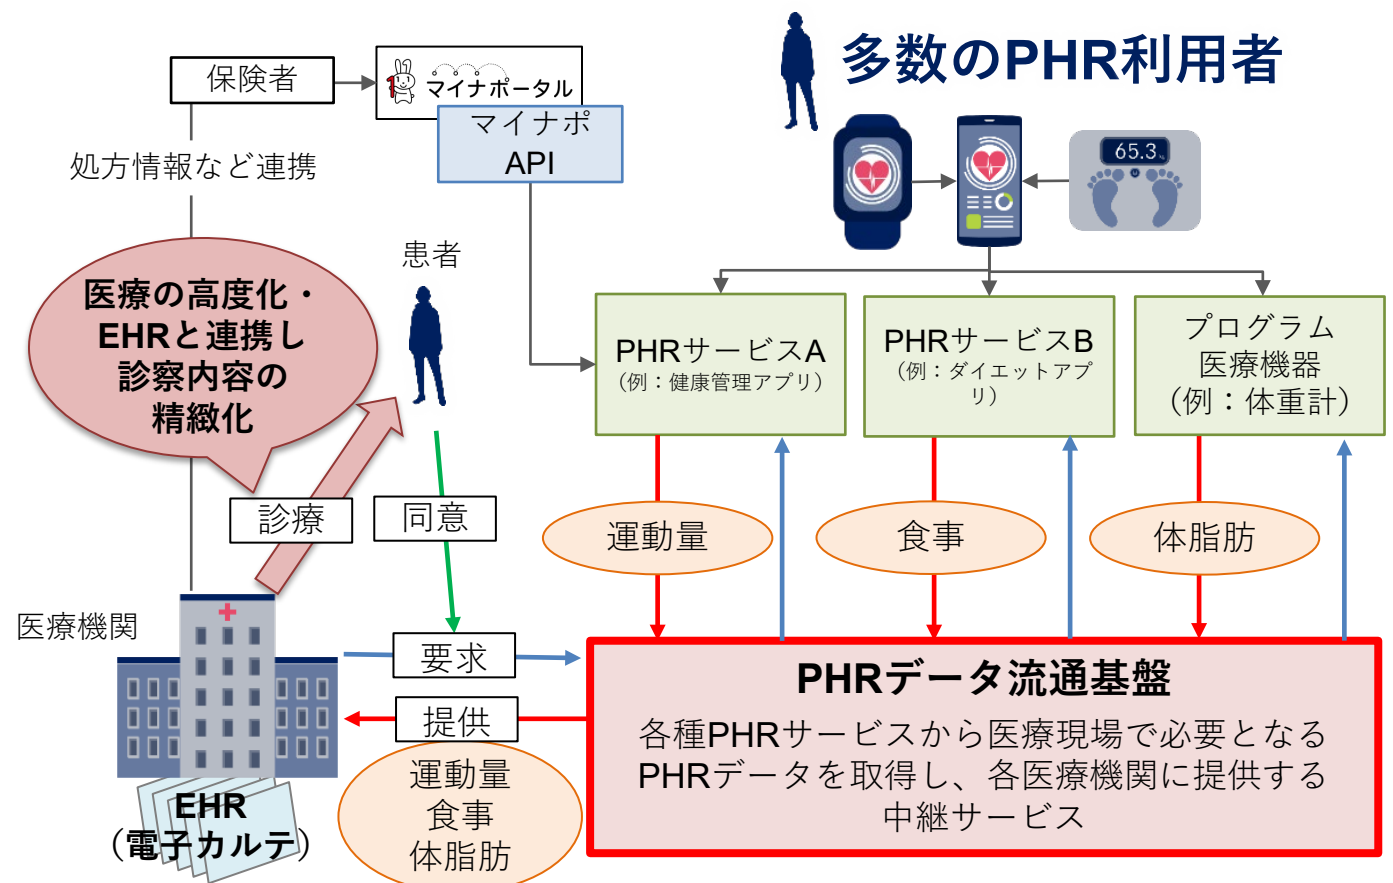 多数のPHR利用者
保険者
マイナポータル
マイナポ
API
65.3
処方情報など連携
患者
医療の高度化・
EHRと連携し
診察内容の
精緻化
PHRサービスA
（例：健康管理アプリ）
PHRサービスB
（例：ダイエットアプ
リ）
プログラム
医療機器
（例：体重計）
診療
同意
運動量
食事
体脂肪
医療機関
要求
提供
PHRデータ流通基盤
各種PHRサービスから医療現場で必要となる
PHRデータを取得し、各医療機関に提供する
中継サービス
運動量
食事
体脂肪
EHR
（電子カルテ）